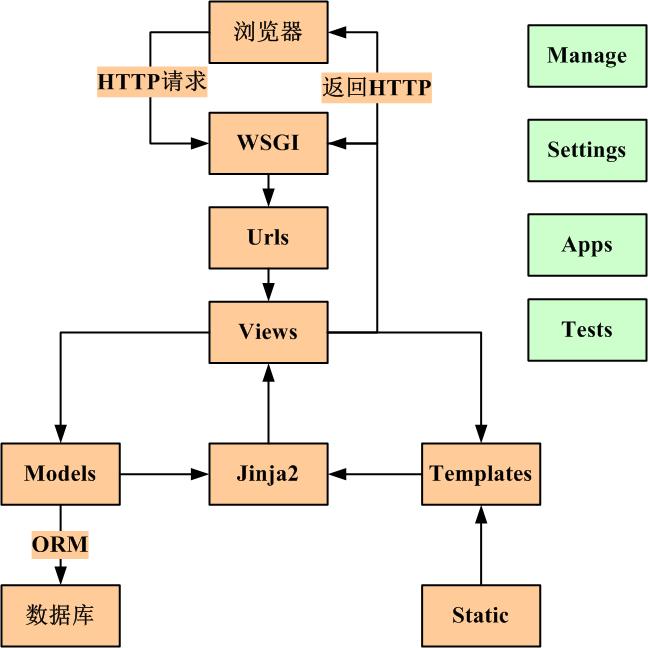 浏览器
Manage
HTTP请求
返回HTTP
WSGI
Settings
Urls
Apps
Views
Tests
Models
Jinja2
Templates
ORM
数据库
Static